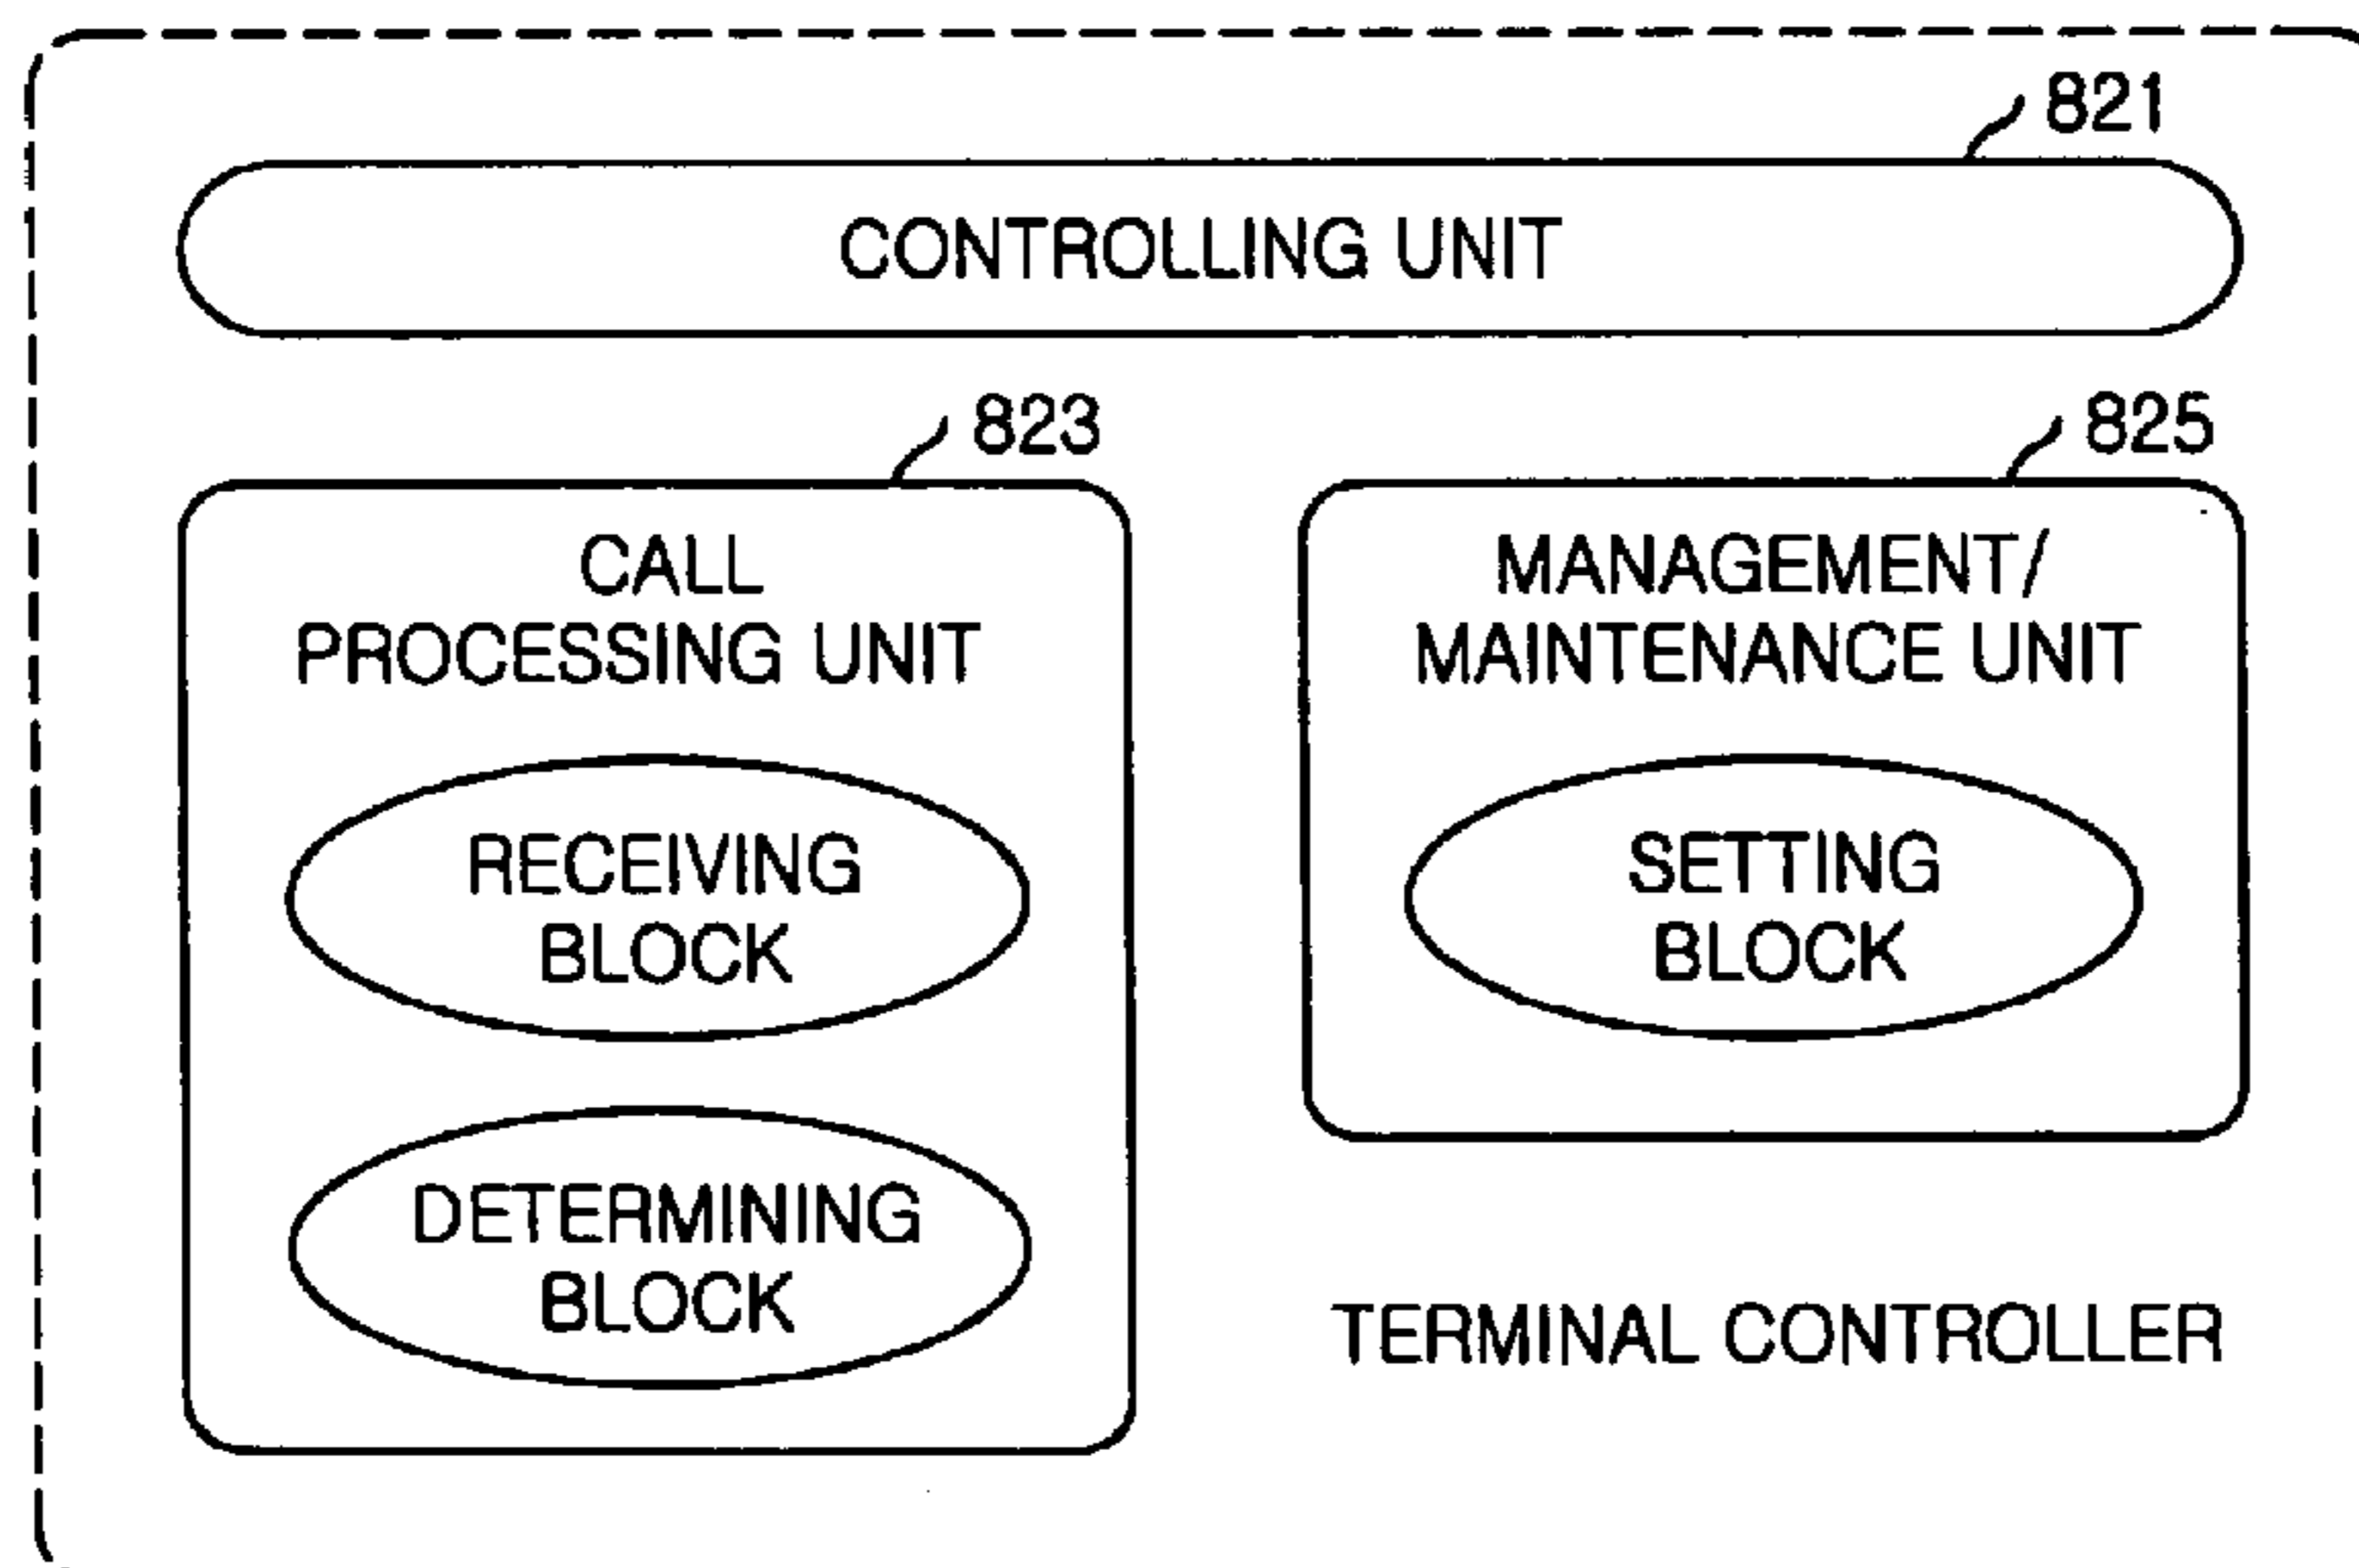 821
CONTROLLING UNIT
823
825
CALL
PROCESSING UNIT
MANAGEMENT/
MAINTENANCE UNIT
RECEIVING
BLOCK
SETTING
BLOCK
DETERMINING
BLOCK
TERMINAL CONTROLLER